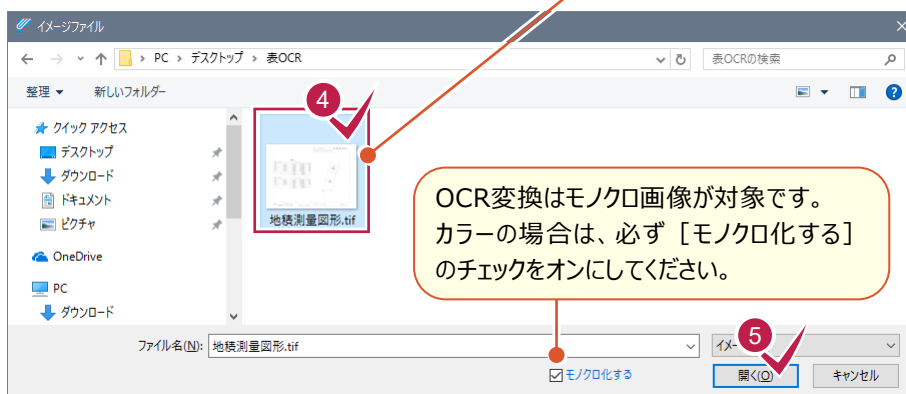 イメージファイル
PC › デスクトップ › 表OCR
表OCRの検索
整理
新しいフォルダー
4
クイック アクセス
デスクトップ
ダウンロード
ドキュメント
ピクチャ
OneDrive
PC
ダウンロード
地積測量図形.tif
OCR変換はモノクロ画像が対象です。
カラーの場合は、必ず［モノクロ化する］
のチェックをオンにしてください。
ファイル名(N): 地積測量図形.tif
5
モノクロ化する
開く(O)
キャンセル